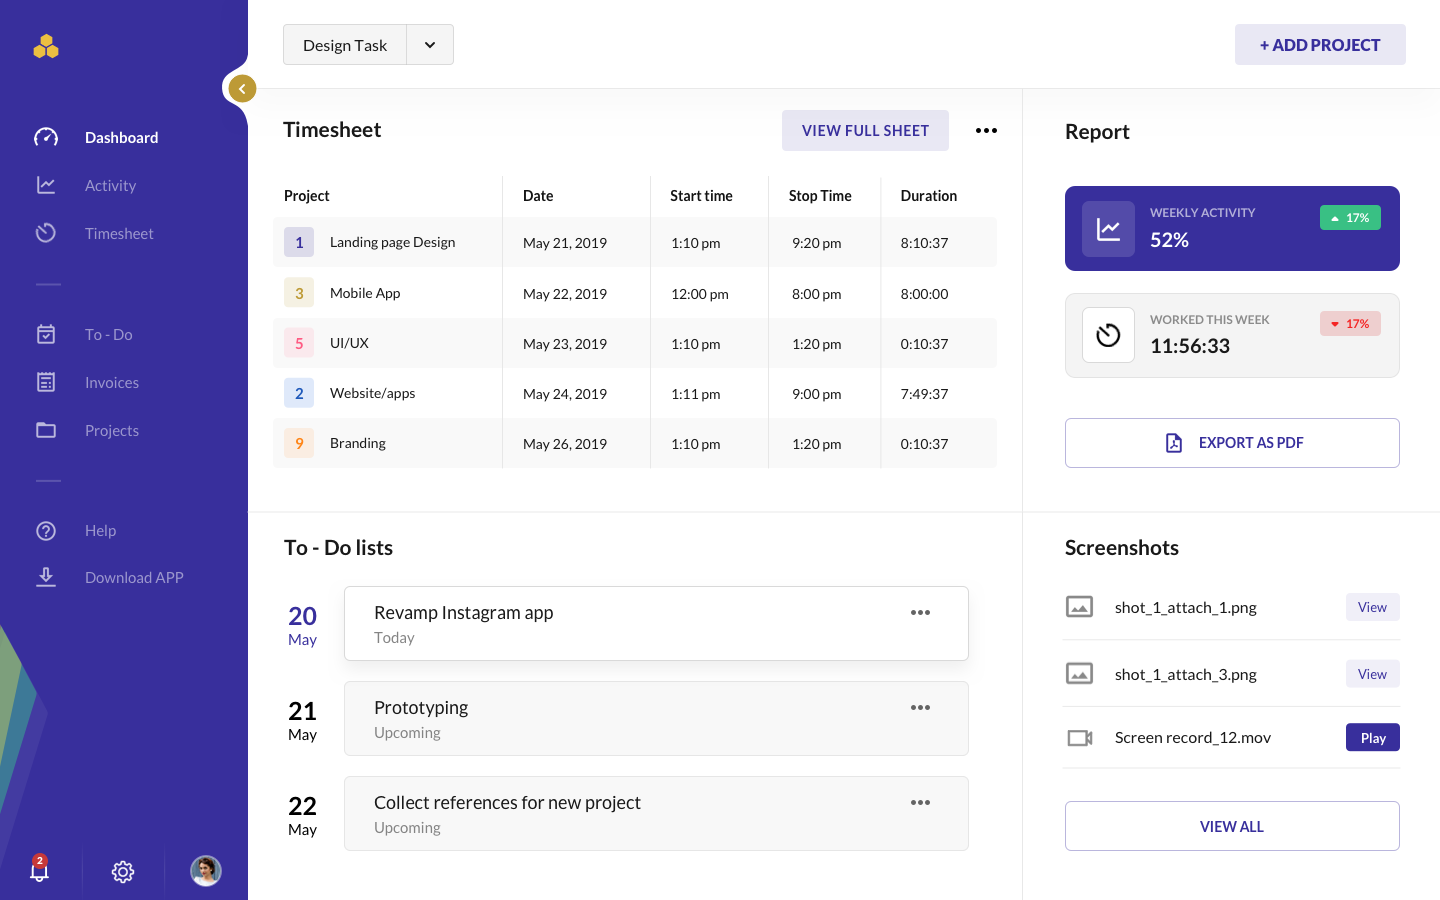 Design Task
+ ADD PROJECT
Dashboard
Activity
Timesheet
To - Do
Invoices
Projects
Help
Download APP
2
Timesheet
VIEW FULL SHEET
Project Date Start time Stop Time Duration
1 Landing page Design May 21, 2019 1:10 pm 9:20 pm 8:10:37
3 Mobile App May 22, 2019 12:00 pm 8:00 pm 8:00:00
5 UI/UX May 23, 2019 1:10 pm 1:20 pm 0:10:37
2 Website/apps May 24, 2019 1:11 pm 9:00 pm 7:49:37
9 Branding May 26, 2019 1:10 pm 1:20 pm 0:10:37
Report
WEEKLY ACTIVITY
52%
17%
WORKED THIS WEEK
11:56:33
17%
EXPORT AS PDF
To - Do lists
20
May
Revamp Instagram app
Today
21
May
Prototyping
Upcoming
22
May
Collect references for new project
Upcoming
Screenshots
shot_1_attach_1.png View
shot_1_attach_3.png View
Screen record_12.mov Play
VIEW ALL